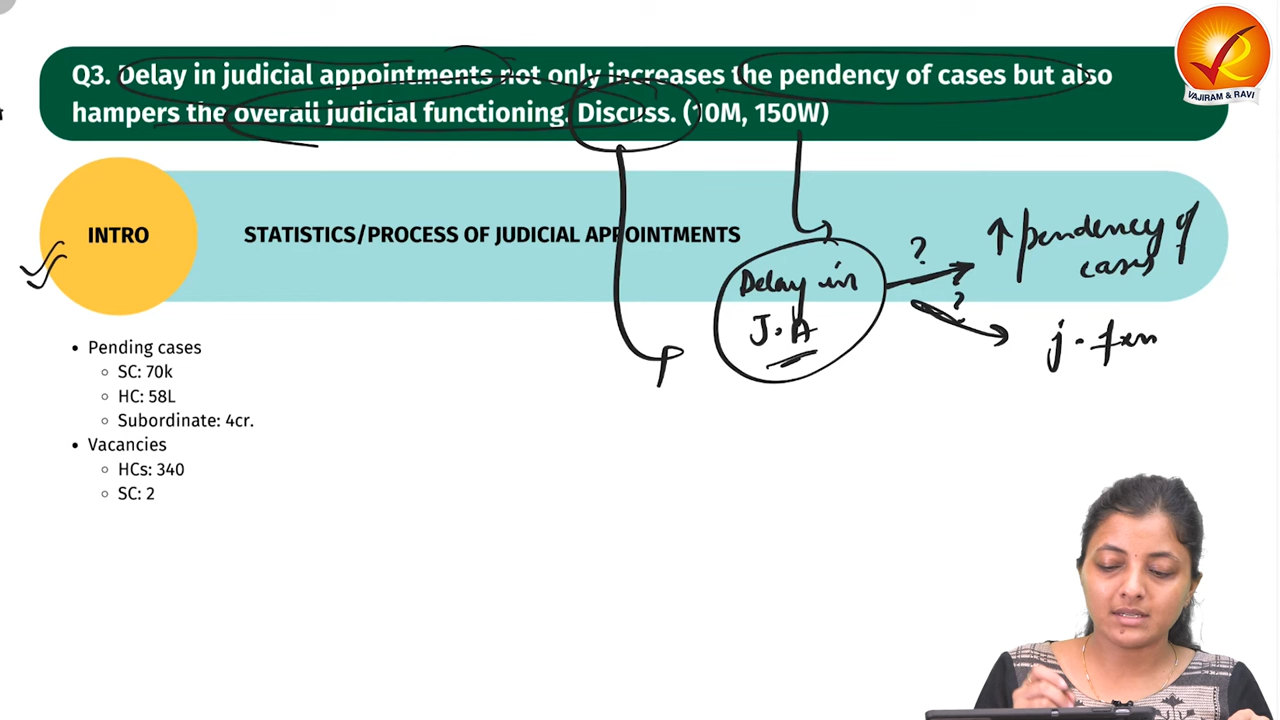 VAJIRAM & RAVI
Q3. Delay in judicial appointments not only increases the pendency of cases but also
hampers the overall judicial functioning. Discuss. (10M, 150W)
INTRO
STATISTICS/PROCESS OF JUDICIAL APPOINTMENTS
• Pending cases
○ SC: 70k
○ HC: 58L
○ Subordinate: 4cr.
• Vacancies
○ HCs: 340
○ SC: 2
Delay in
J.A
?
↑ pendency of
cases
?
j.